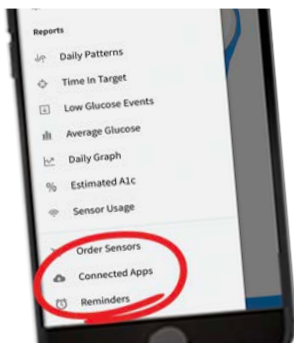 Reports
Daily Patterns
Time In Target
Low Glucose Events
Average Glucose
Daily Graph
% Estimated A1c
Sensor Usage
Order Sensors
Connected Apps
Reminders